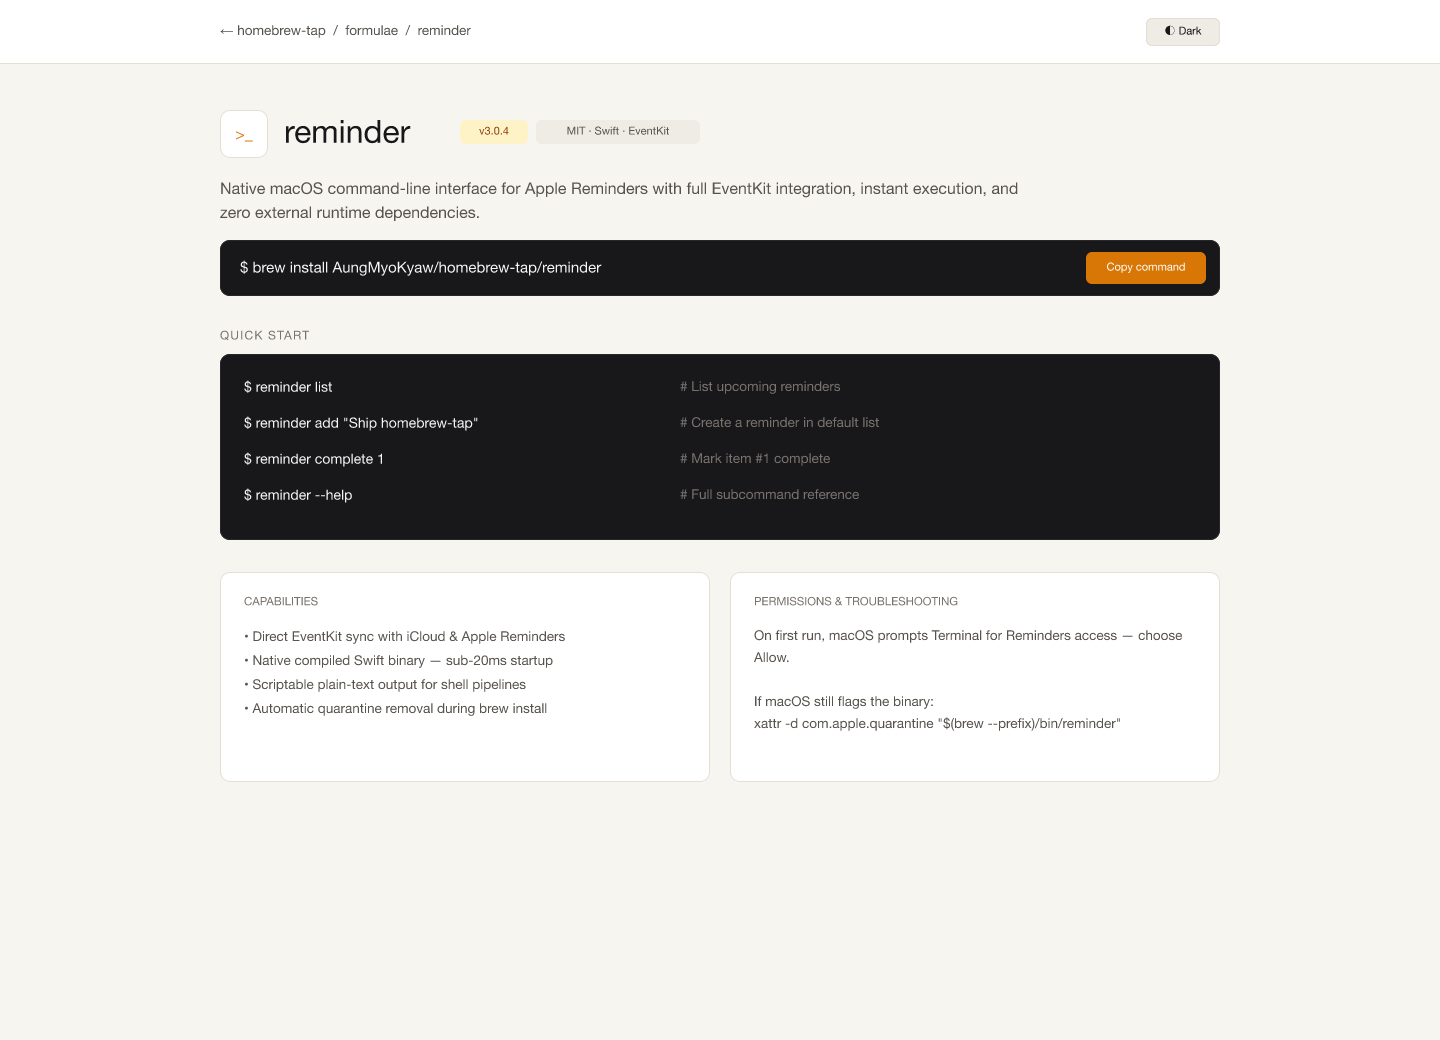 ← homebrew-tap / formulae / reminder
◐ Dark
>_
reminder
v3.0.4
MIT · Swift · EventKit
Native macOS command-line interface for Apple Reminders with full EventKit integration, instant execution, and
zero external runtime dependencies.
$ brew install AungMyoKyaw/homebrew-tap/reminder
Copy command
QUICK START
$ reminder list # List upcoming reminders
$ reminder add "Ship homebrew-tap" # Create a reminder in default list
$ reminder complete 1 # Mark item #1 complete
$ reminder --help # Full subcommand reference
CAPABILITIES
• Direct EventKit sync with iCloud & Apple Reminders
• Native compiled Swift binary — sub-20ms startup
• Scriptable plain-text output for shell pipelines
• Automatic quarantine removal during brew install
PERMISSIONS & TROUBLESHOOTING
On first run, macOS prompts Terminal for Reminders access — choose
Allow.
If macOS still flags the binary:
xattr -d com.apple.quarantine "$(brew --prefix)/bin/reminder"